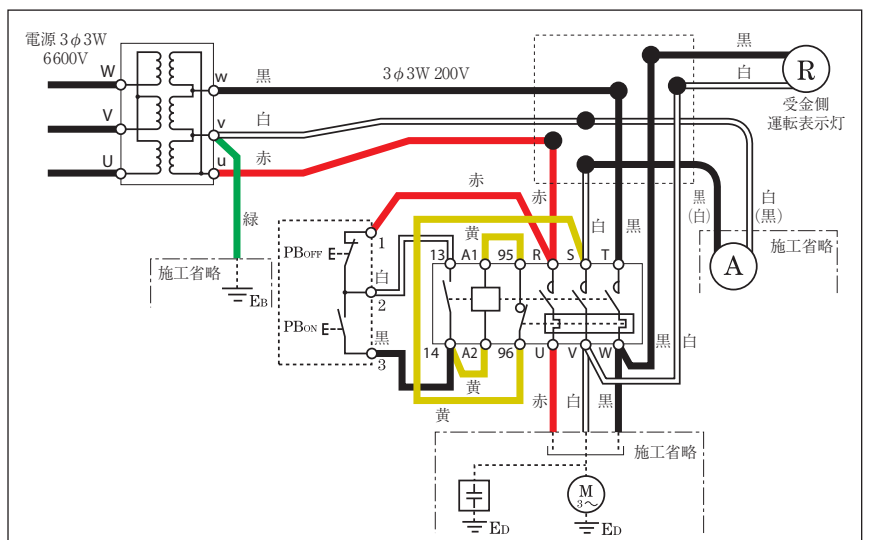 電源 3φ3W
6600V
W
V
U
w
v
u
黒
白
赤
緑
3φ3W 200V
黒
白
R
受金側
運転表示灯
赤
赤
白
黒
黒
(白)
白
(黒)
施工省略
A
施工省略
EB
PBOFF
PBON
1
2
3
白
黒
黄
13
A1
95
R
S
T
14
A2
96
U
V
W
黄
黄
赤
白
黒
黒
白
施工省略
M
3～
ED
ED